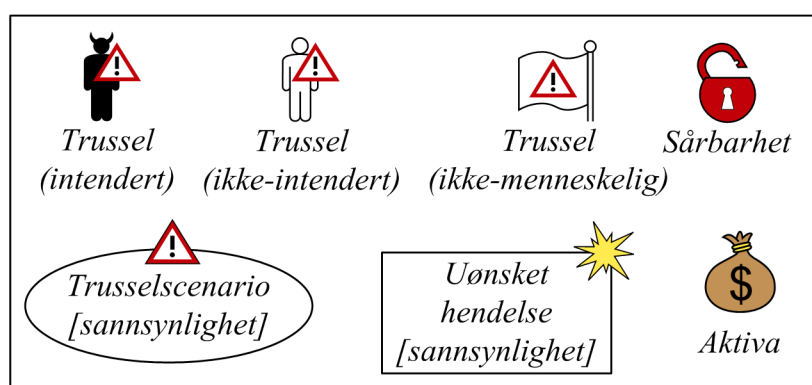 Trussel
(intendert)
Trussel
(ikke-intendert)
Trussel
(ikke-menneskelig)
Sårbarhet
Trusselscenario
[sannsynlighet]
Uønsket
hendelse
[sannsynlighet]
$
Aktiva